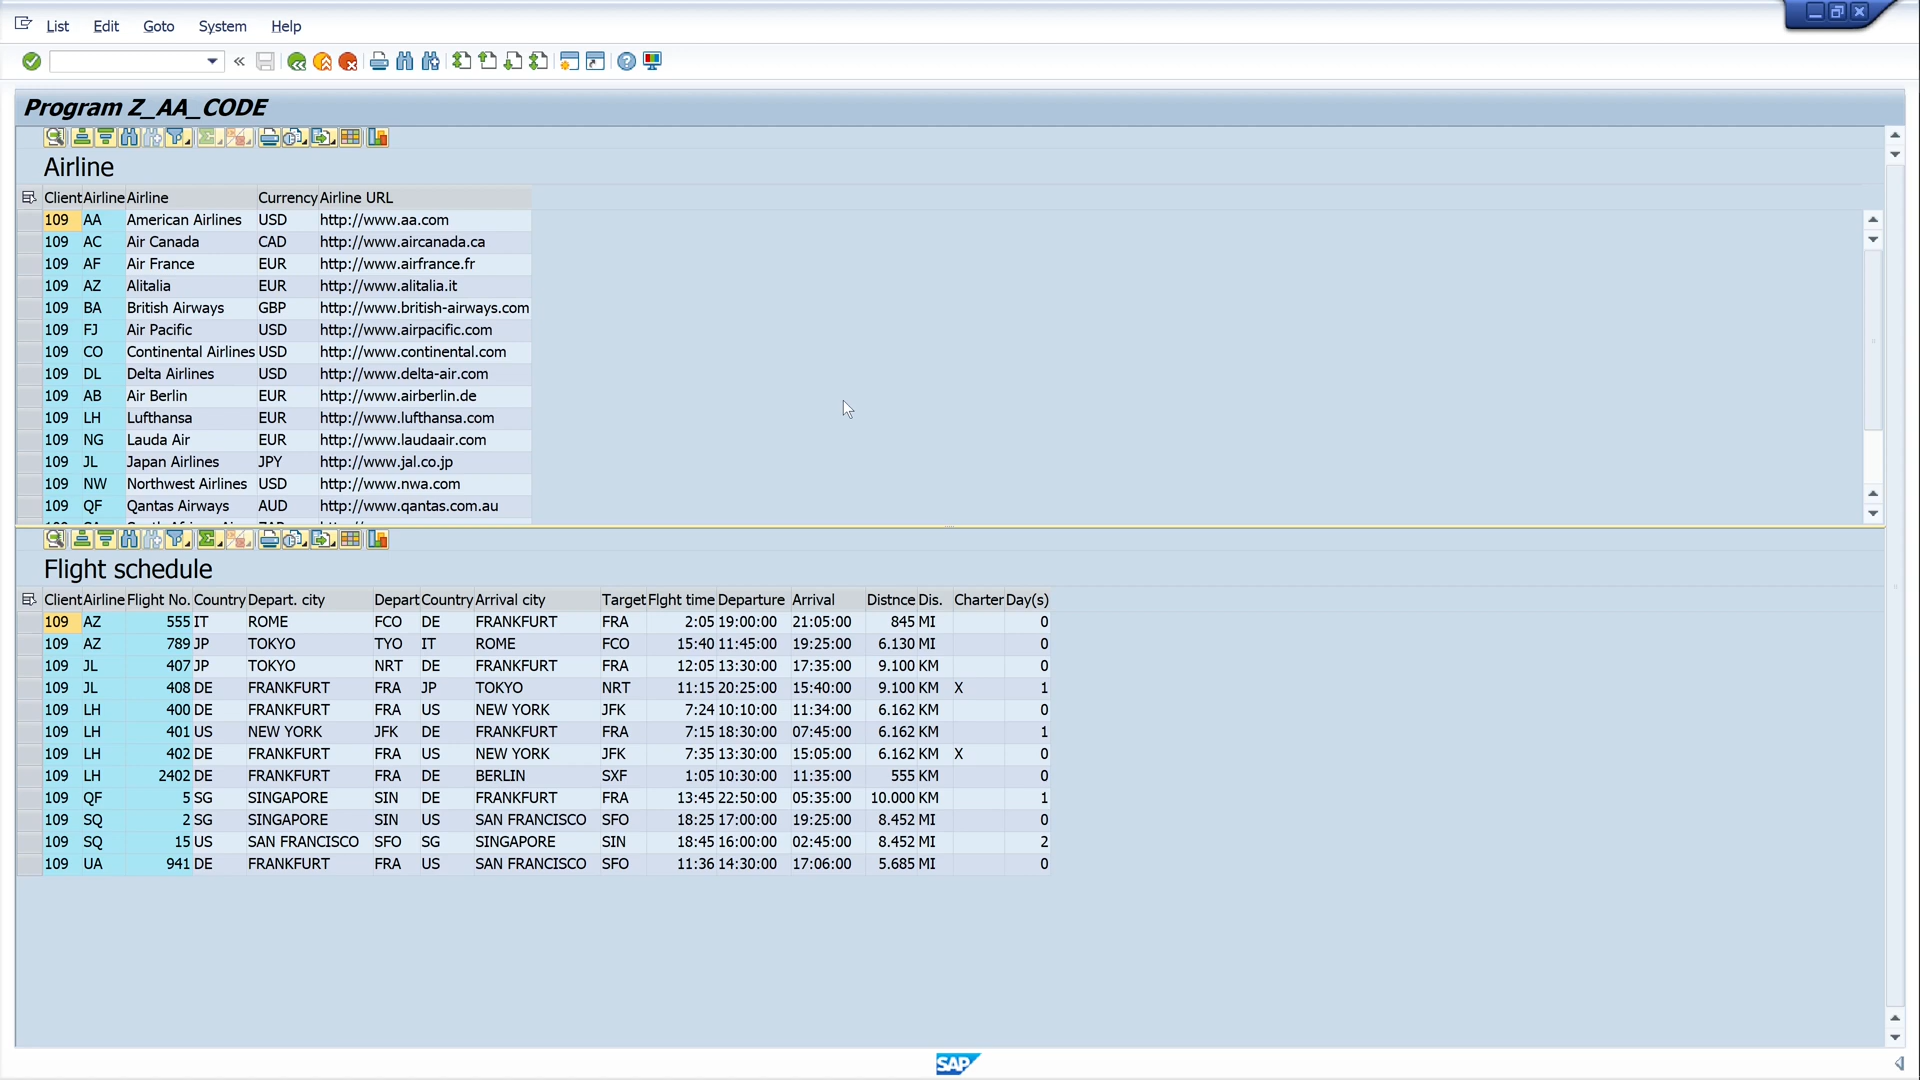 List Edit Goto System Help
Program Z_AA_CODE
Airline
Client Airline Airline Currency Airline URL
109 AA American Airlines USD http://www.aa.com
109 AC Air Canada CAD http://www.aircanada.ca
109 AF Air France EUR http://www.airfrance.fr
109 AZ Alitalia EUR http://www.alitalia.it
109 BA British Airways GBP http://www.british-airways.com
109 FJ Air Pacific USD http://www.airpacific.com
109 CO Continental Airlines USD http://www.continental.com
109 DL Delta Airlines USD http://www.delta-air.com
109 AB Air Berlin EUR http://www.airberlin.de
109 LH Lufthansa EUR http://www.lufthansa.com
109 NG Lauda Air EUR http://www.laudaair.com
109 JL Japan Airlines JPY http://www.jal.co.jp
109 NW Northwest Airlines USD http://www.nwa.com
109 QF Qantas Airways AUD http://www.qantas.com.au
Flight schedule
Client Airline Flight No. Country Depart. city Depart Country Arrival city Target Flght time Departure Arrival Distnce Dis. Charter Day(s)
109 AZ 555 IT ROME FCO DE FRANKFURT FRA 2:05 19:00:00 21:05:00 845 MI 0
109 AZ 789 JP TOKYO TYO IT ROME FCO 15:40 11:45:00 19:25:00 6.130 MI 0
109 JL 407 JP TOKYO NRT DE FRANKFURT FRA 12:05 13:30:00 17:35:00 9.100 KM 0
109 JL 408 DE FRANKFURT FRA JP TOKYO NRT 11:15 20:25:00 15:40:00 9.100 KM X 1
109 LH 400 DE FRANKFURT FRA US NEW YORK JFK 7:24 10:10:00 11:34:00 6.162 KM 0
109 LH 401 US NEW YORK JFK DE FRANKFURT FRA 7:15 18:30:00 07:45:00 6.162 KM 1
109 LH 402 DE FRANKFURT FRA US NEW YORK JFK 7:35 13:30:00 15:05:00 6.162 KM X 0
109 LH 2402 DE FRANKFURT FRA DE BERLIN SXF 1:05 10:30:00 11:35:00 555 KM 0
109 QF 5 SG SINGAPORE SIN DE FRANKFURT FRA 13:45 22:50:00 05:35:00 10.000 KM 1
109 SQ 2 SG SINGAPORE SIN US SAN FRANCISCO SFO 18:25 17:00:00 19:25:00 8.452 MI 0
109 SQ 15 US SAN FRANCISCO SFO SG SINGAPORE SIN 18:45 16:00:00 02:45:00 8.452 MI 2
109 UA 941 DE FRANKFURT FRA US SAN FRANCISCO SFO 11:36 14:30:00 17:06:00 5.685 MI 0
SAP